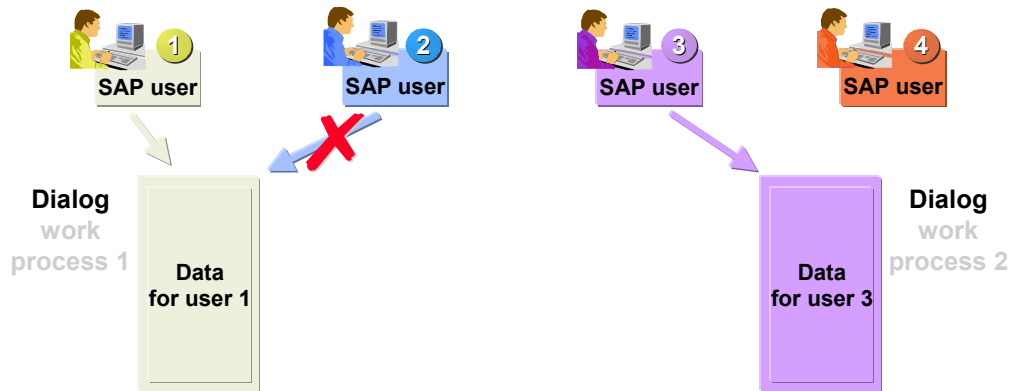 1
SAP user
2
SAP user
3
SAP user
4
SAP user
Dialog
work
process 1
Data
for user 1
Data
for user 3
Dialog
work
process 2